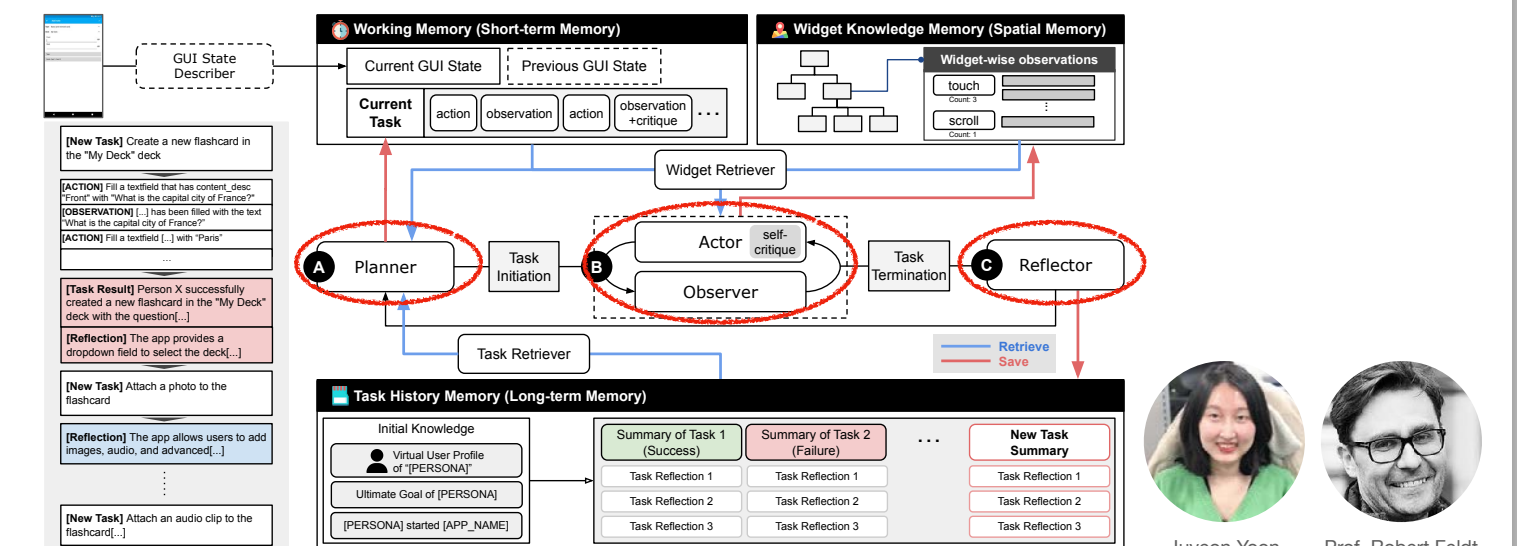 GUI State
Describer
Working Memory (Short-term Memory)
Current GUI State
Previous GUI State
Current
Task
action
observation
action
observation
+critique
...
Widget Knowledge Memory (Spatial Memory)
Widget-wise observations
touch
Count: 3
scroll
Count: 1
[New Task] Create a new flashcard in
the "My Deck" deck
[ACTION] Fill a textfield that has content_desc
"Front" with "What is the capital city of France?"
[OBSERVATION] [...] has been filled with the text
"What is the capital city of France?"
[ACTION] Fill a textfield [...] with "Paris"
...
[Task Result] Person X successfully
created a new flashcard in the "My Deck"
deck with the question[...]
[Reflection] The app provides a
dropdown field to select the deck[...]
[New Task] Attach a photo to the
flashcard
[Reflection] The app allows users to add
images, audio, and advanced[...]
[New Task] Attach an audio clip to the
flashcard[...]
Widget Retriever
A
Planner
Task
Initiation
B
Actor
self-
critique
Observer
Task
Termination
C
Reflector
Task Retriever
Retrieve
Save
Task History Memory (Long-term Memory)
Initial Knowledge
Virtual User Profile
of "[PERSONA]"
Ultimate Goal of [PERSONA]
[PERSONA] started [APP_NAME]
Summary of Task 1
(Success)
Task Reflection 1
Task Reflection 2
Task Reflection 3
Summary of Task 2
(Failure)
Task Reflection 1
Task Reflection 2
Task Reflection 3
...
New Task
Summary
Task Reflection 1
Task Reflection 2
Task Reflection 3
Prof. Robert Feldt